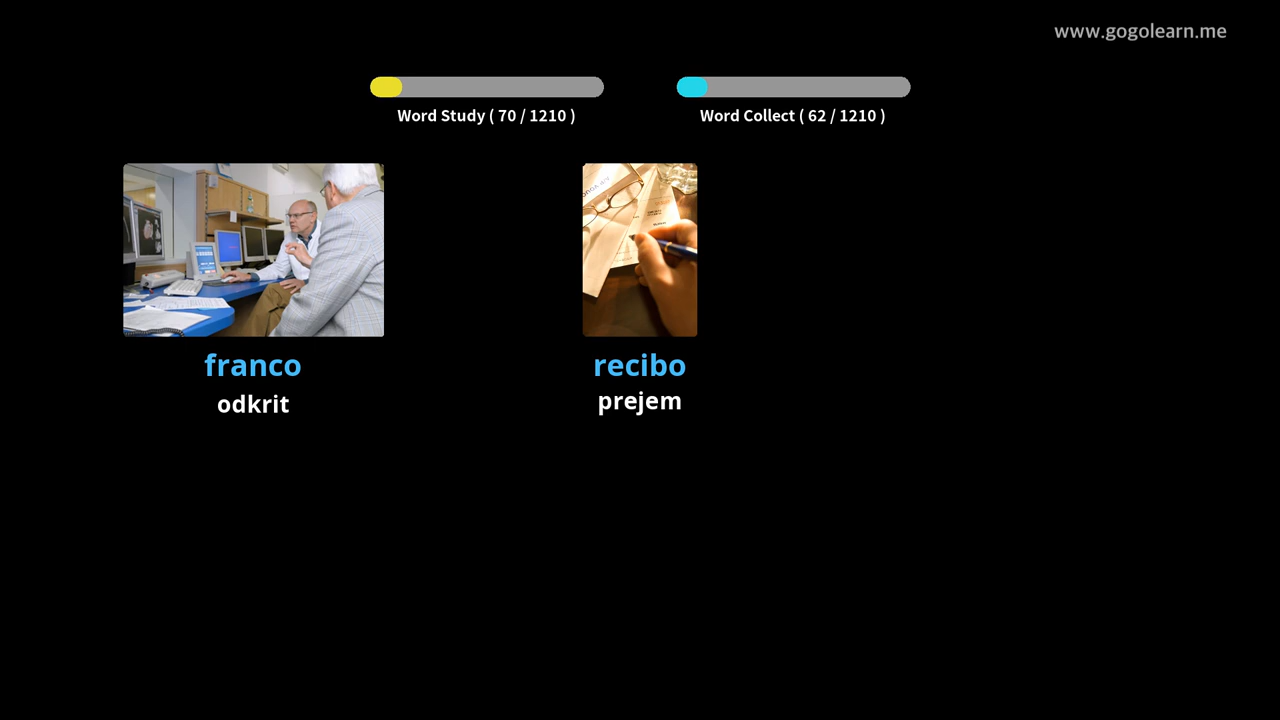 www.gogolearn.me
Word Study ( 70 / 1210 )
Word Collect ( 62 / 1210 )
franco
recibo
odkrit
prejem